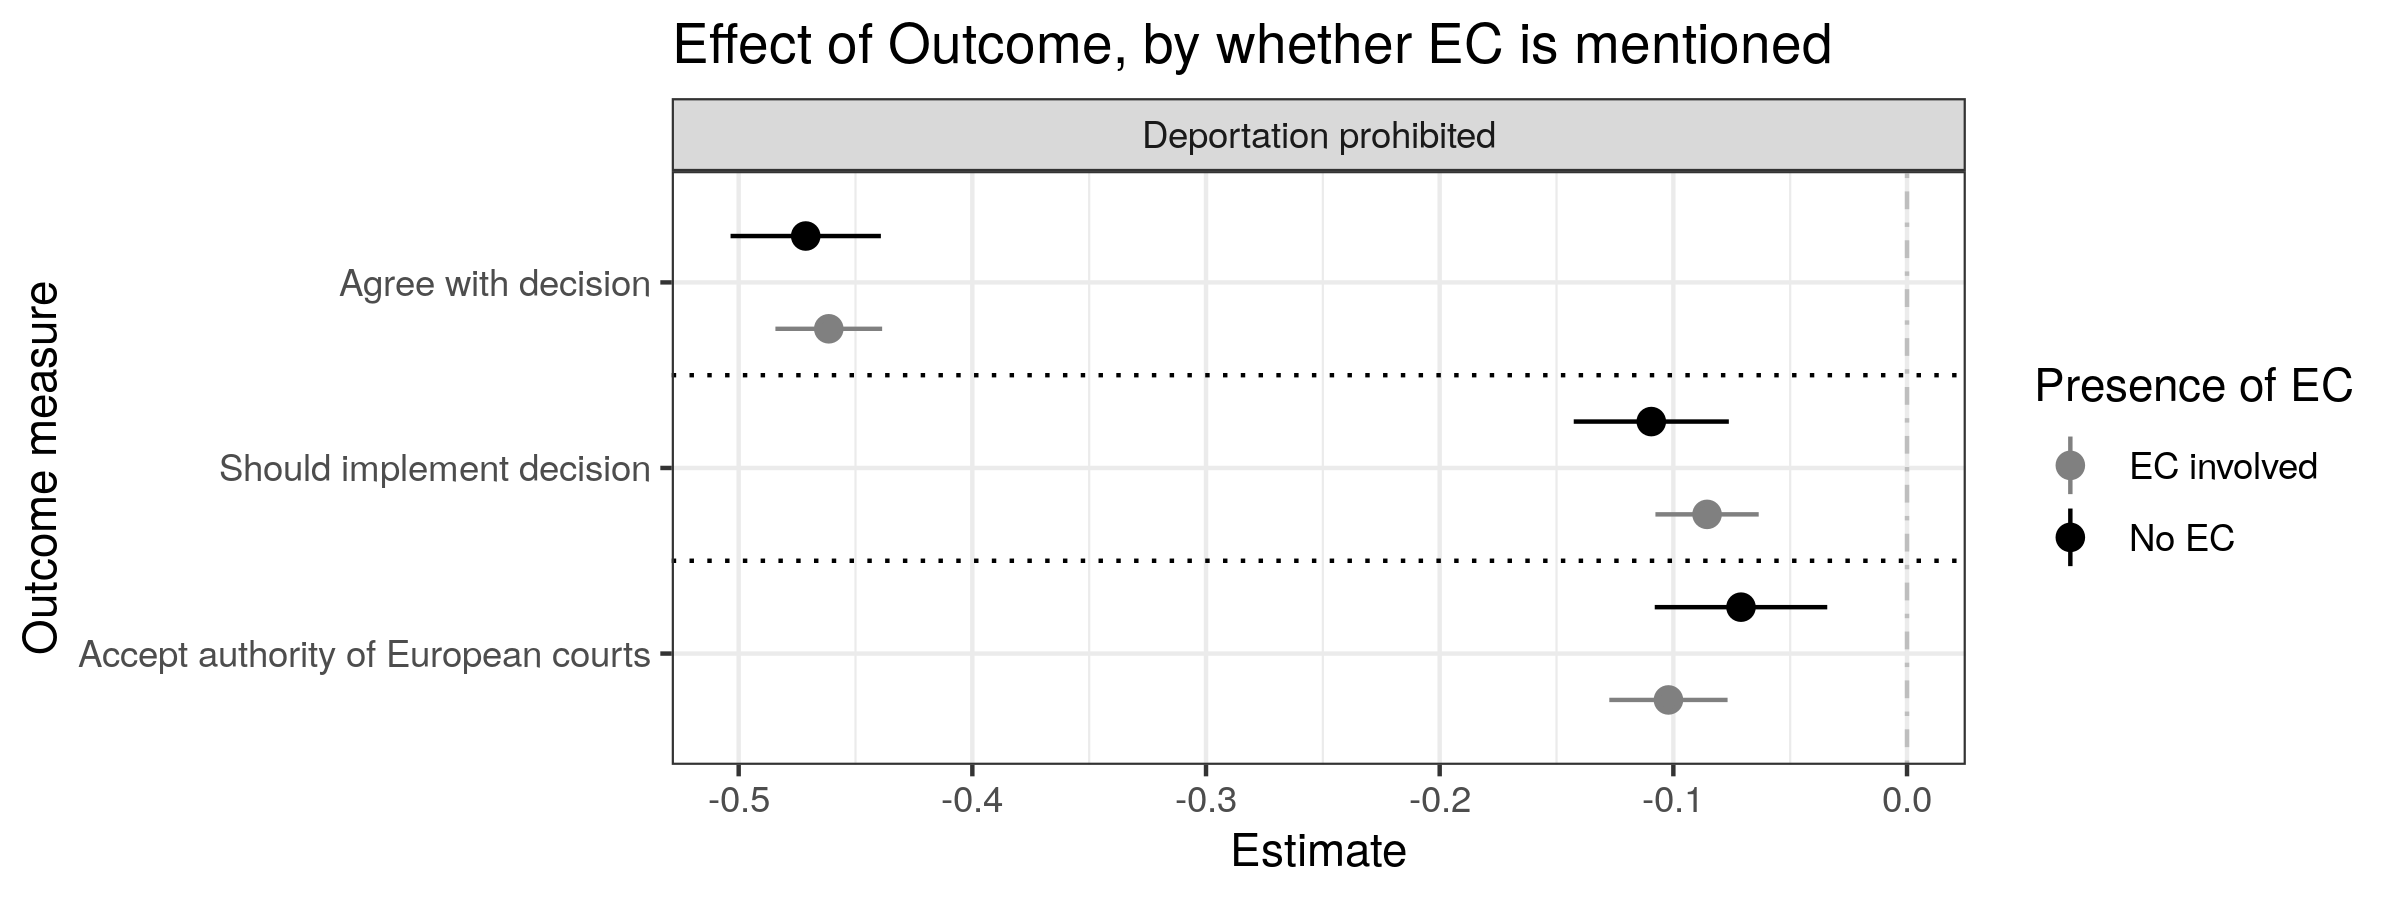 Effect of Outcome, by whether EC is mentioned
Deportation prohibited
Outcome measure
Agree with decision
Should implement decision
Accept authority of European courts
-0.5 -0.4 -0.3 -0.2 -0.1 0.0
Estimate
Presence of EC
EC involved
No EC